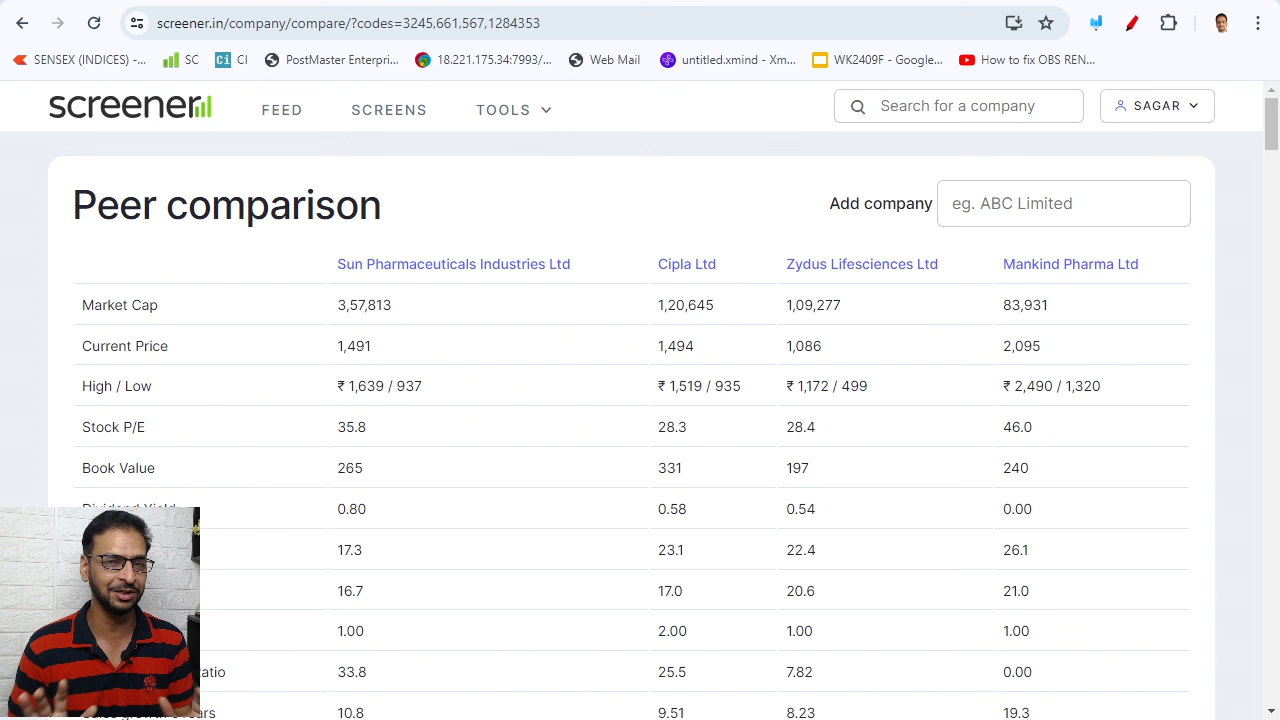 screener.in/company/compare/?codes=3245,661,567,1284353
SENSEX (INDICES) -... SC Ci CI PostMaster Enterpri... 18.221.175.34:7993/... Web Mail untitled.xmind - Xm... WK2409F - Google... How to fix OBS REN...
screener FEED SCREENS TOOLS Search for a company SAGAR
Peer comparison Add company eg. ABC Limited
Sun Pharmaceuticals Industries Ltd Cipla Ltd Zydus Lifesciences Ltd Mankind Pharma Ltd
Market Cap 3,57,813 1,20,645 1,09,277 83,931
Current Price 1,491 1,494 1,086 2,095
High / Low ₹ 1,639 / 937 ₹ 1,519 / 935 ₹ 1,172 / 499 ₹ 2,490 / 1,320
Stock P/E 35.8 28.3 28.4 46.0
Book Value 265 331 197 240
Dividend Yield 0.80 0.58 0.54 0.00
17.3 23.1 22.4 26.1
16.7 17.0 20.6 21.0
1.00 2.00 1.00 1.00
atio 33.8 25.5 7.82 0.00
10.8 9.51 8.23 19.3